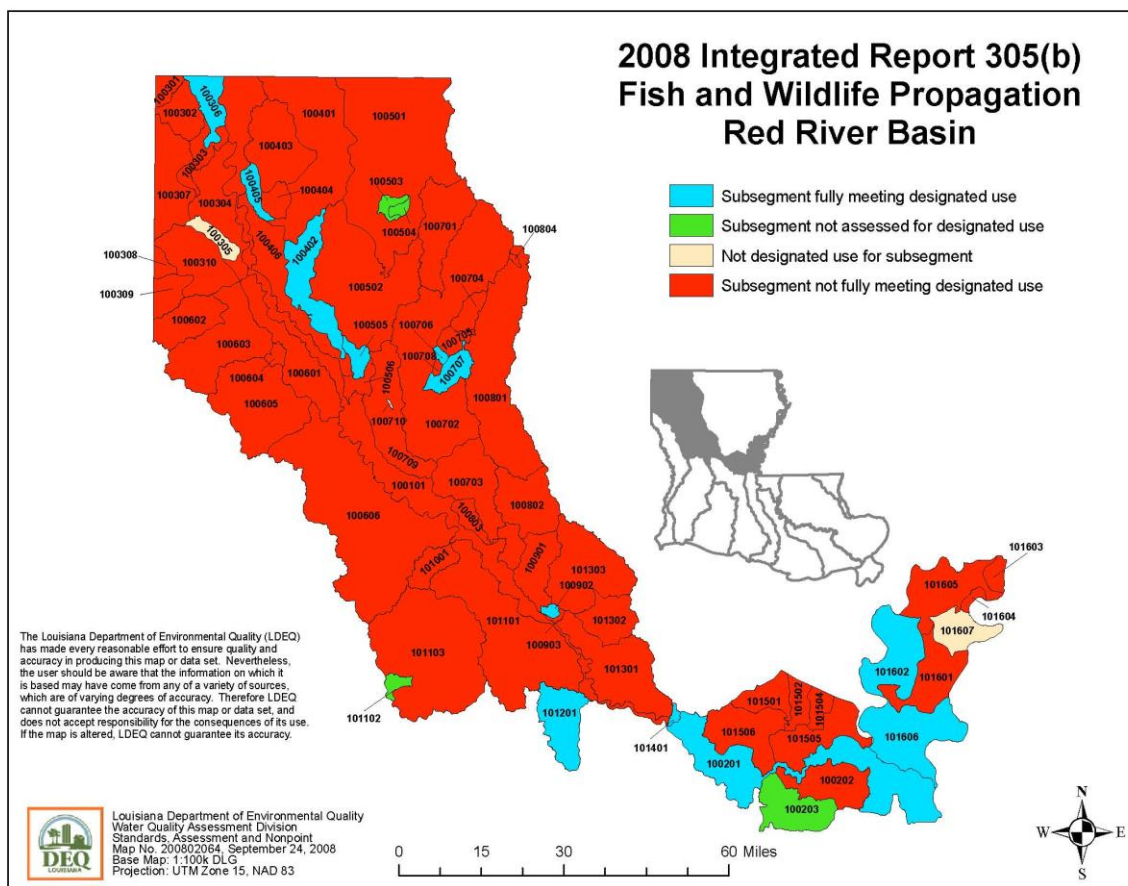 2008 Integrated Report 305(b)
Fish and Wildlife Propagation
Red River Basin
Subsegment fully meeting designated use
Subsegment not assessed for designated use
Not designated use for subsegment
Subsegment not fully meeting designated use
100301
100302
100306
100401
100501
100303
100403
100307
100304
100405
100404
100503
100305
100504
100701
100804
100308
100310
100406
100402
100309
100502
100704
100602
100505
100706
100705
100603
100708
100707
100604
100601
100506
100605
100801
100710
100702
100709
100101
100703
100606
100603
100802
101001
100901
101303
100902
101101
101302
100903
101103
101301
101102
101201
101401
101603
101605
101604
101607
101602
101601
101501
101502
101504
101506
101505
101606
100201
100202
100203
The Louisiana Department of Environmental Quality (LDEQ)
has made every reasonable effort to ensure quality and
accuracy in producing this map or data set. Nevertheless,
the user should be aware that the information on which it
is based may have come from any of a variety of sources,
which are of varying degrees of accuracy. Therefore LDEQ
cannot guarantee the accuracy of this map or data set, and
does not accept responsibility for the consequences of its use.
If the map is altered, LDEQ cannot guarantee its accuracy.
DEQ
LOUISIANA
Louisiana Department of Environmental Quality
Water Quality Assessment Division
Standards, Assessment and Nonpoint
Map No. 200802064, September 24, 2008
Base Map: 1:100k DLG
Projection: UTM Zone 15, NAD 83
0 15 30 60 Miles
N
W E
S